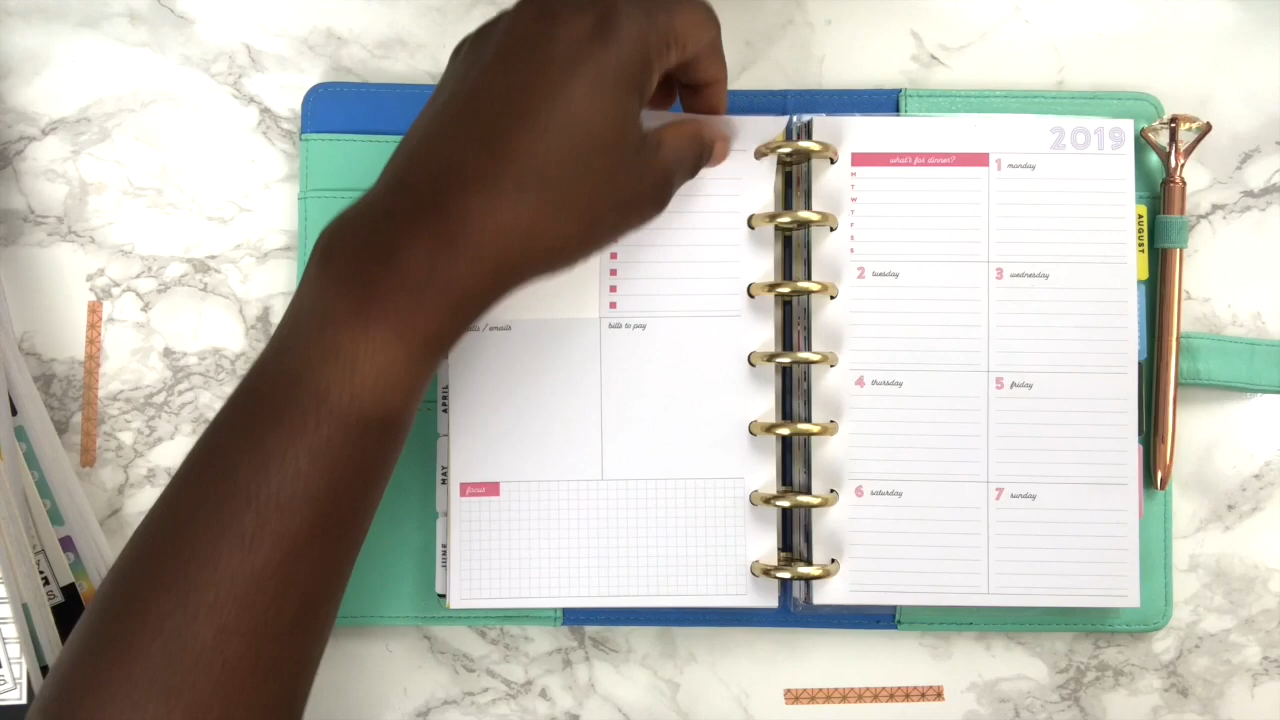 2019
what's for dinner?
1 monday
M
T
W
T
F
S
S
2 tuesday
3 wednesday
4 thursday
5 friday
6 saturday
7 sunday
/ emails
bills to pay
focus
APRIL
MAY
JUNE
AUGUST